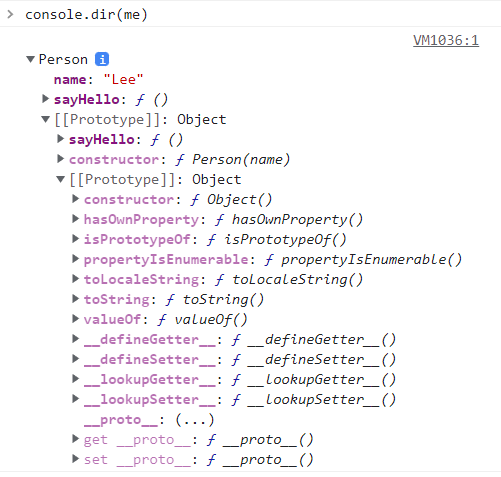 > console.dir(me)
VM1036:1
▼Person i
name: "Lee"
▶sayHello: ƒ ()
▼[[Prototype]]: Object
▶sayHello: ƒ ()
▶constructor: ƒ Person(name)
▼[[Prototype]]: Object
▶constructor: ƒ Object()
▶hasOwnProperty: ƒ hasOwnProperty()
▶isPrototypeOf: ƒ isPrototypeOf()
▶propertyIsEnumerable: ƒ propertyIsEnumerable()
▶toLocaleString: ƒ toLocaleString()
▶toString: ƒ toString()
▶valueOf: ƒ valueOf()
▶__defineGetter__: ƒ __defineGetter__()
▶__defineSetter__: ƒ __defineSetter__()
▶__lookupGetter__: ƒ __lookupGetter__()
▶__lookupSetter__: ƒ __lookupSetter__()
__proto__: (...)
▶get __proto__: ƒ __proto__()
▶set __proto__: ƒ __proto__()